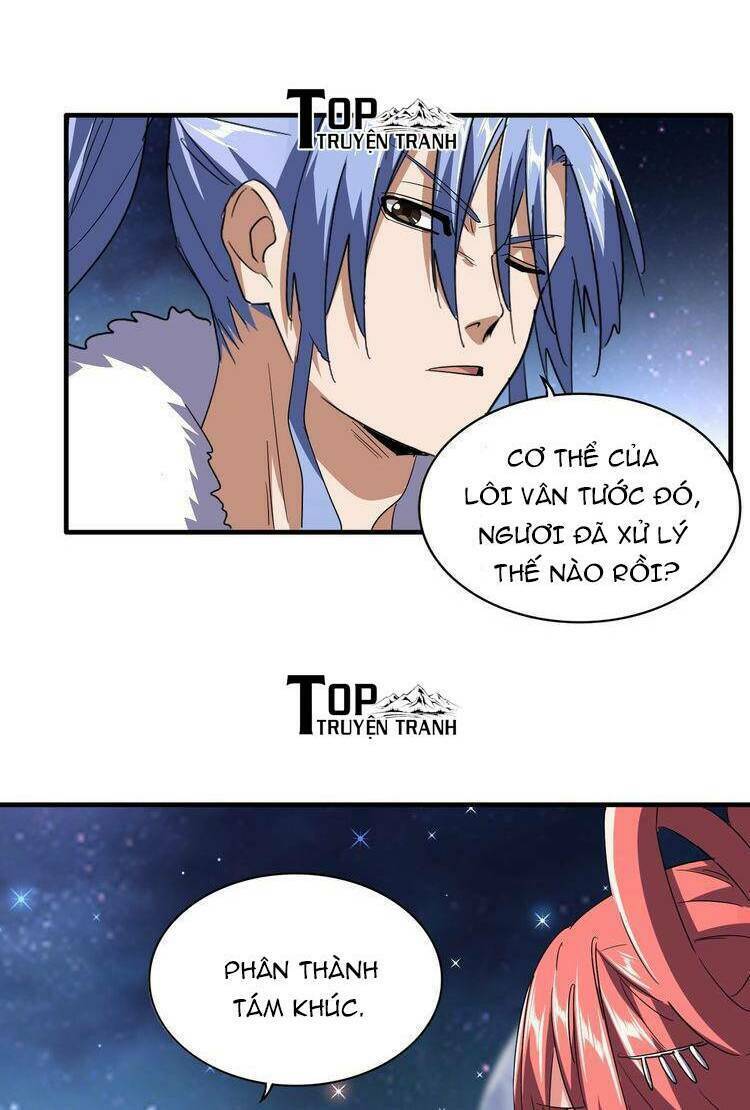 TOP
TRUYỆN TRANH
CƠ THỂ CỦA
LÔI VÂN TƯỚC ĐÓ,
NGƯƠI ĐÃ XỬ LÝ
THẾ NÀO RỒI?
TOP
TRUYỆN TRANH
PHÂN THÀNH
TÁM KHÚC.